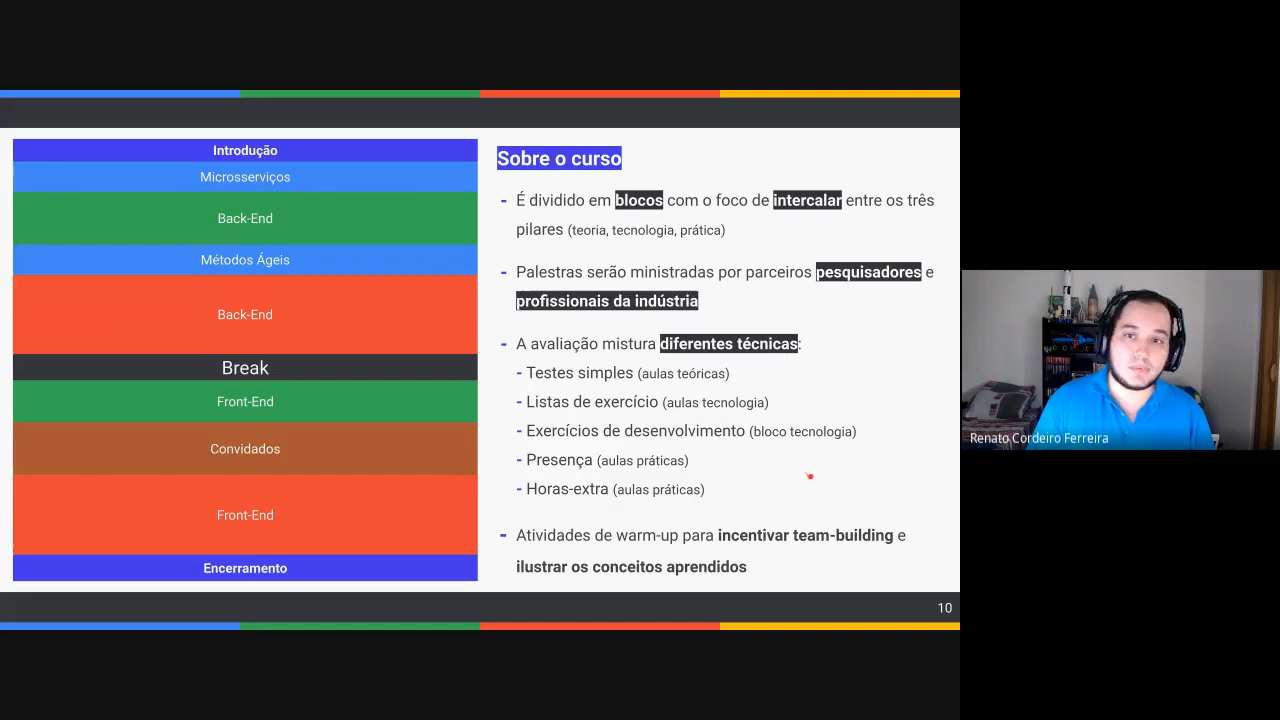 Introdução
Microsserviços
Back-End
Métodos Ágeis
Back-End
Break
Front-End
Convidados
Front-End
Encerramento
Sobre o curso
- É dividido em blocos com o foco de intercalar entre os três
pilares (teoria, tecnologia, prática)
- Palestras serão ministradas por parceiros pesquisadores e
profissionais da indústria
- A avaliação mistura diferentes técnicas:
- Testes simples (aulas teóricas)
- Listas de exercício (aulas tecnologia)
- Exercícios de desenvolvimento (bloco tecnologia)
- Presença (aulas práticas)
- Horas-extra (aulas práticas)
- Atividades de warm-up para incentivar team-building e
ilustrar os conceitos aprendidos
10
Renato Cordeiro Ferreira